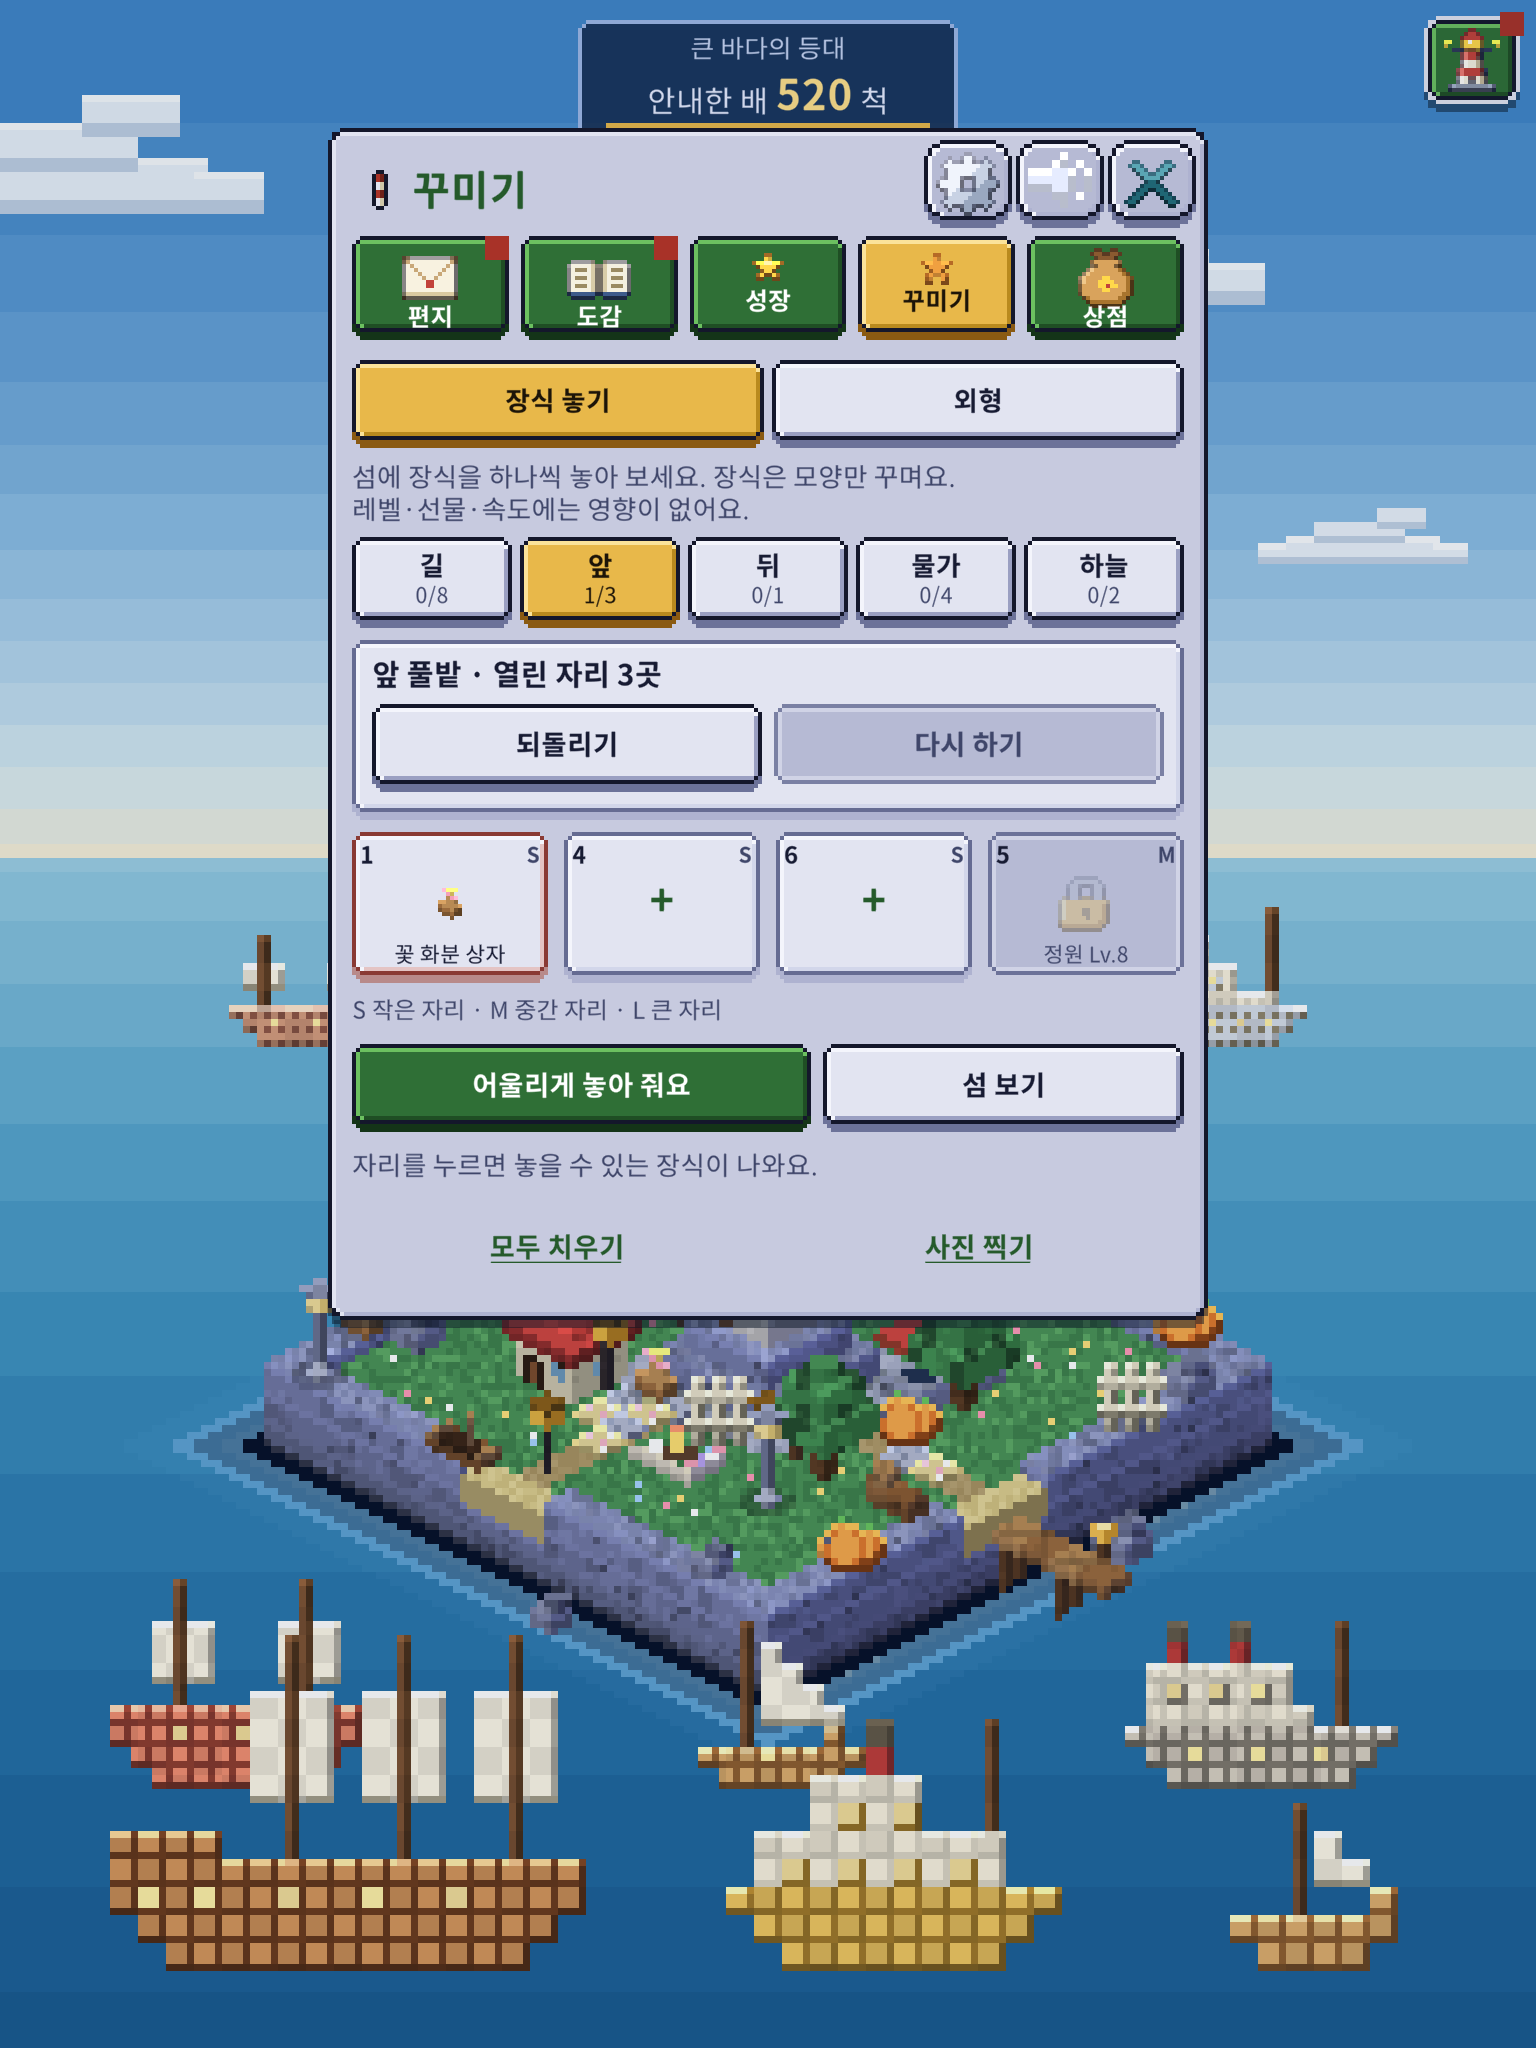 큰 바다의 등대
안내한 배 520 척
꾸미기
편지
도감
성장
꾸미기
상점
장식 놓기
외형
섬에 장식을 하나씩 놓아 보세요. 장식은 모양만 꾸며요.
레벨·선물·속도에는 영향이 없어요.
길
0/8
앞
1/3
뒤
0/1
물가
0/4
하늘
0/2
앞 풀밭 · 열린 자리 3곳
되돌리기
다시 하기
1 S
꽃 화분 상자
4 S
+
6 S
+
5 M
정원 Lv.8
S 작은 자리 · M 중간 자리 · L 큰 자리
어울리게 놓아 줘요
섬 보기
자리를 누르면 놓을 수 있는 장식이 나와요.
모두 치우기
사진 찍기